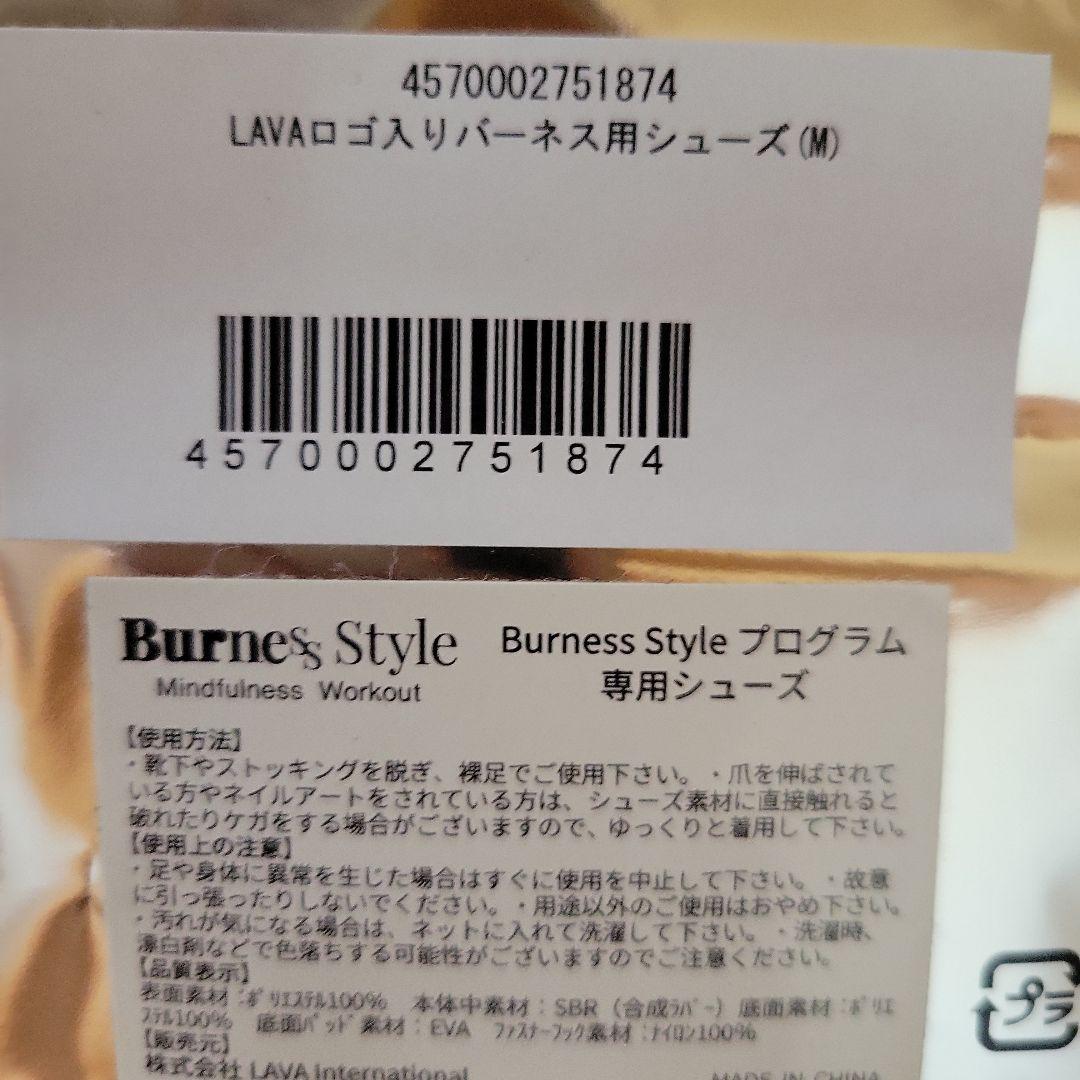 4570002751874
LAVAロゴ入りバーネス用シューズ(M)
4570002751874
Burness Style
Mindfulness Workout
Burness Style プログラム
専用シューズ
【使用方法】
・靴下やストッキングを脱ぎ、裸足でご使用下さい。・爪を伸ばされて
いる方やネイルアートをされている方は、シューズ素材に直接触れると
破れたりケガをする場合がございますので、ゆっくりと着用して下さい。
【使用上の注意】
・足や身体に異常を生じた場合はすぐに使用を中止して下さい。・故意
に引っ張ったりしないでください。・用途以外のご使用はおやめ下さい。
・汚れが気になる場合は、ネットに入れて洗濯して下さい。・洗濯時、
漂白剤などで色落ちする可能性がございますのでご注意ください。
【品質表示】
表面素材:ﾎﾟﾘｴｽﾃﾙ100% 本体中素材：SBR（合成ﾗﾊﾞｰ）底面素材:ﾎﾟﾘｴ
ｽﾃﾙ100% 底面ﾊﾟｯﾄﾞ素材：EVA ﾌｧｽﾅｰﾌｯｸ素材:ﾅｲﾛﾝ100%
【販売元】
株式会社 LAVA International
MADE IN CHINA
プラ